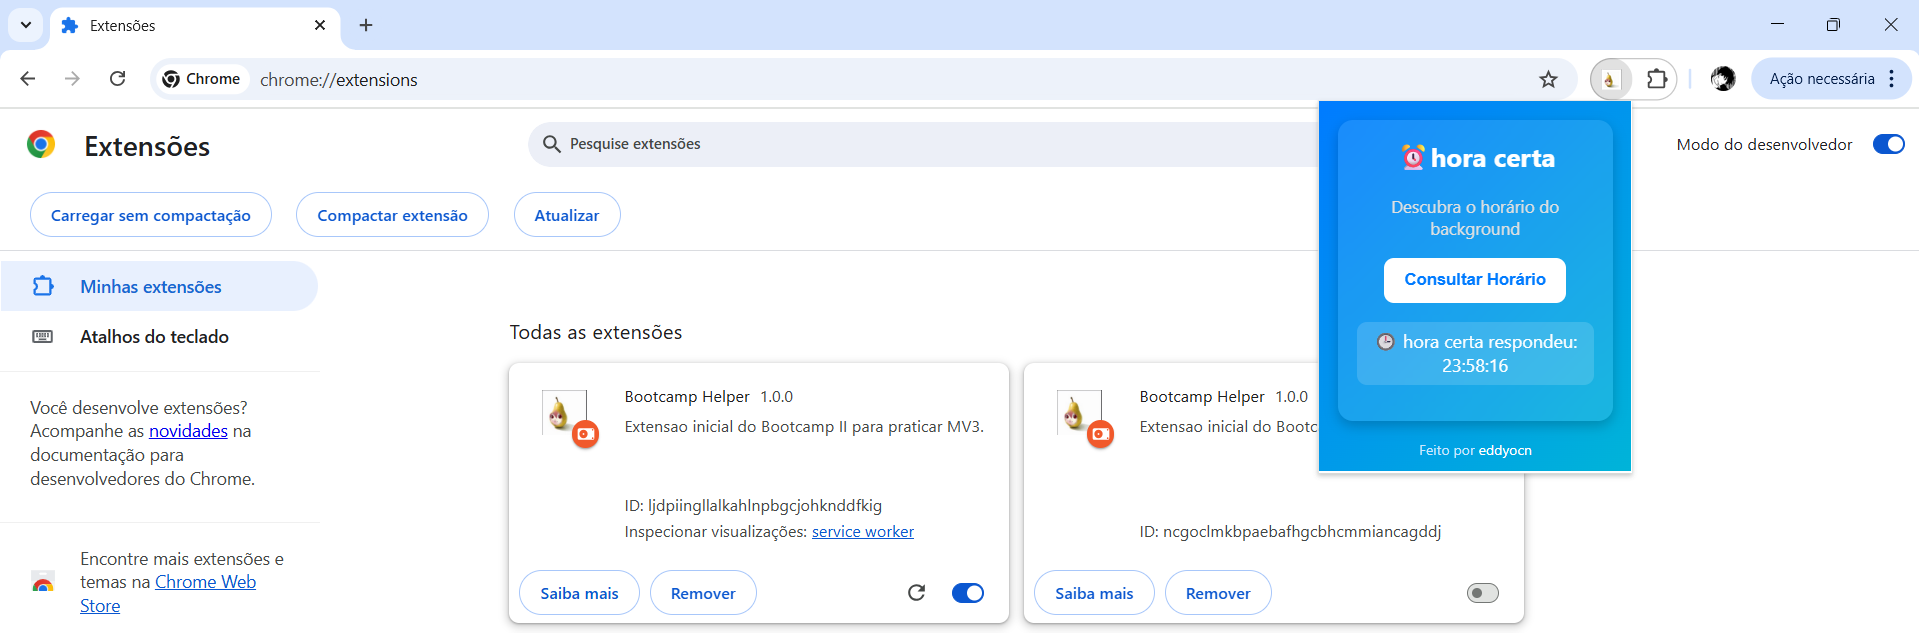 Extensões
Chrome
chrome://extensions
Ação necessária
Extensões
Pesquise extensões
Modo do desenvolvedor
Carregar sem compactação
Compactar extensão
Atualizar
hora certa
Descubra o horário do
background
Consultar Horário
hora certa respondeu:
23:58:16
Feito por eddyocn
Minhas extensões
Atalhos do teclado
Você desenvolve extensões?
Acompanhe as novidades na
documentação para
desenvolvedores do Chrome.
Encontre mais extensões e
temas na Chrome Web
Store
Todas as extensões
Bootcamp Helper 1.0.0
Extensao inicial do Bootcamp II para praticar MV3.
ID: ljdpiingllalkahlnpbgcjohknddfkig
Inspecionar visualizações: service worker
Saiba mais
Remover
Bootcamp Helper 1.0.0
Extensao inicial do Bootc
ID: ncgoclmkbpaebafhgcbhcmmiancagddj
Saiba mais
Remover